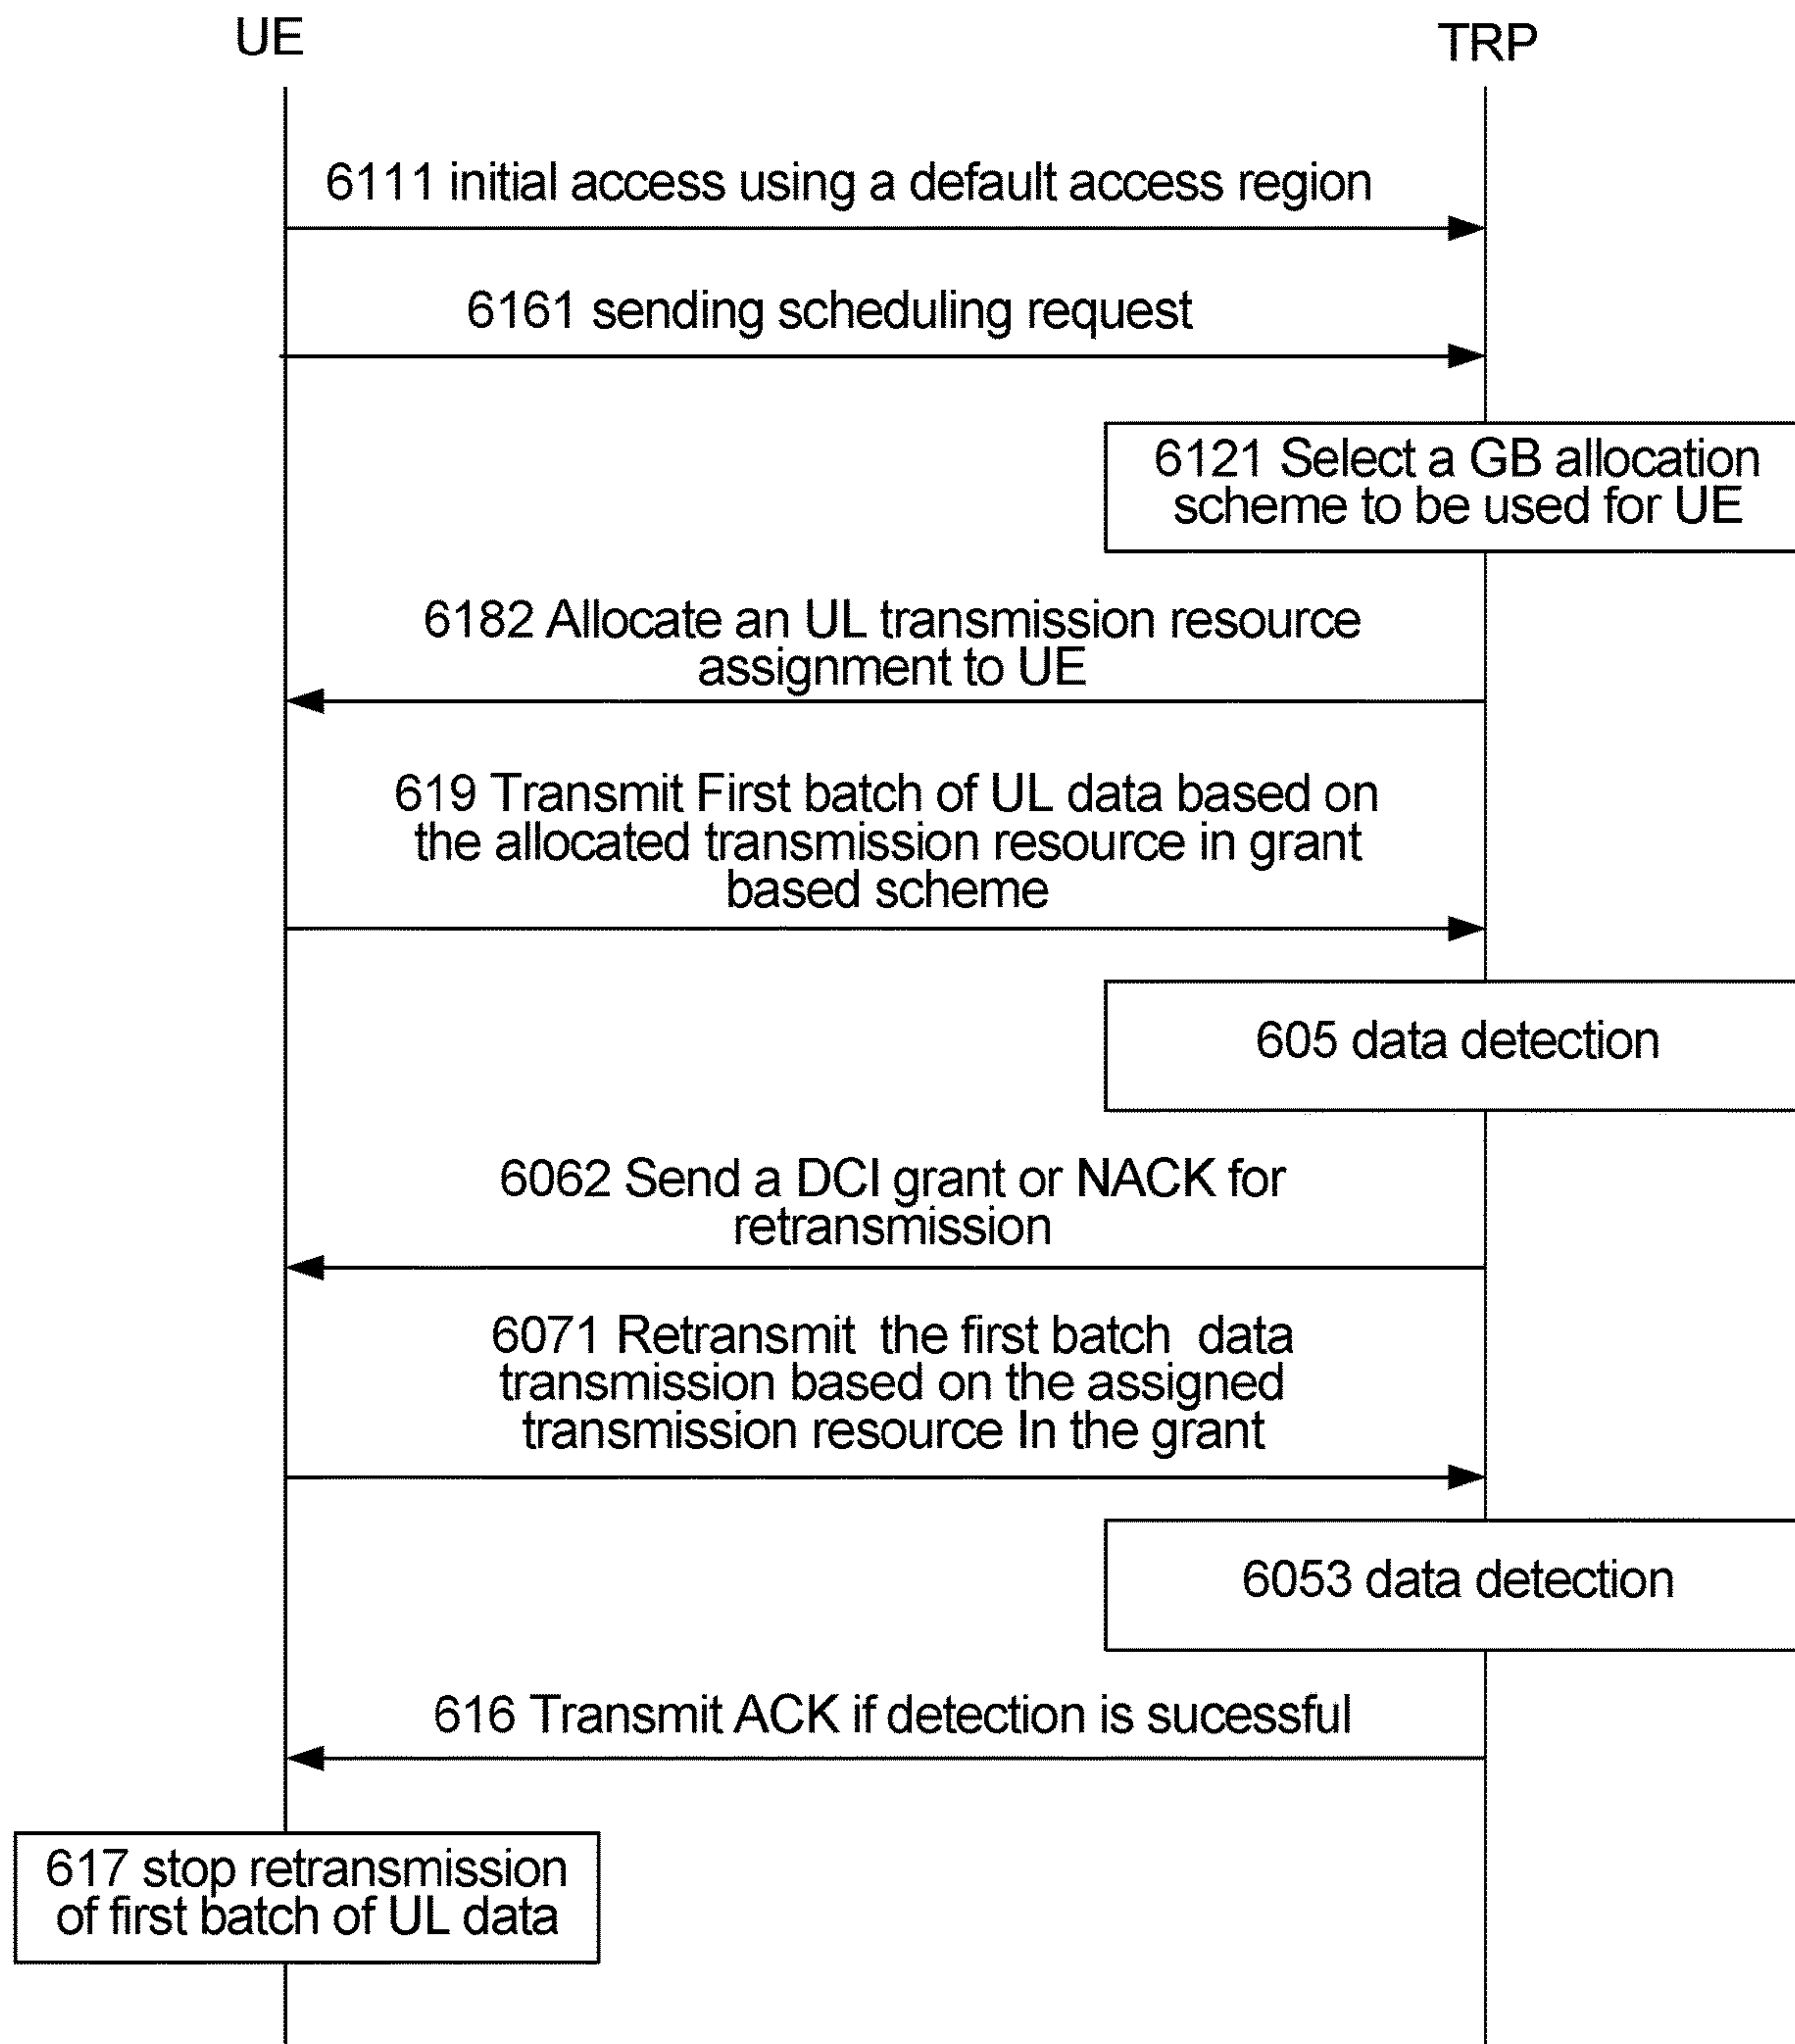 UE
TRP
6111 initial access using a default access region
6161 sending scheduling request
6121 Select a GB allocation
scheme to be used for UE
6182 Allocate an UL transmission resource
assignment to UE
619 Transmit First batch of UL data based on
the allocated transmission resource in grant
based scheme
605 data detection
6062 Send a DCI grant or NACK for
retransmission
6071 Retransmit the first batch data
transmission based on the assigned
transmission resource In the grant
6053 data detection
616 Transmit ACK if detection is sucessful
617 stop retransmission
of first batch of UL data